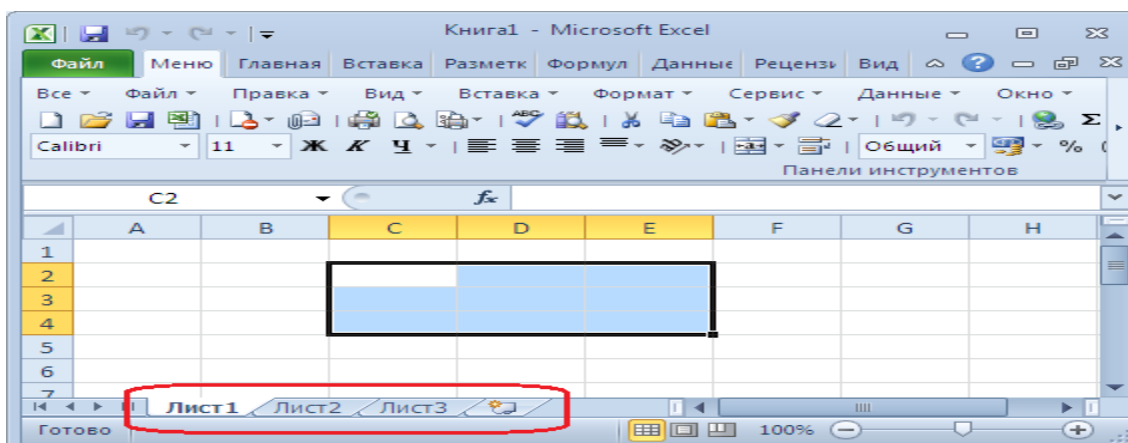 Книга1 - Microsoft Excel
Файл Меню Главная Вставка Разметк Формул Данные Рецензи Вид
Все Файл Правка Вид Вставка Формат Сервис Данные Окно
ABC Σ
Calibri 11 Ж К Ч Общий %
Панели инструментов
C2 fx
A B C D E F G H
1
2
3
4
5
6
7
Лист1 Лист2 Лист3
Готово 100%